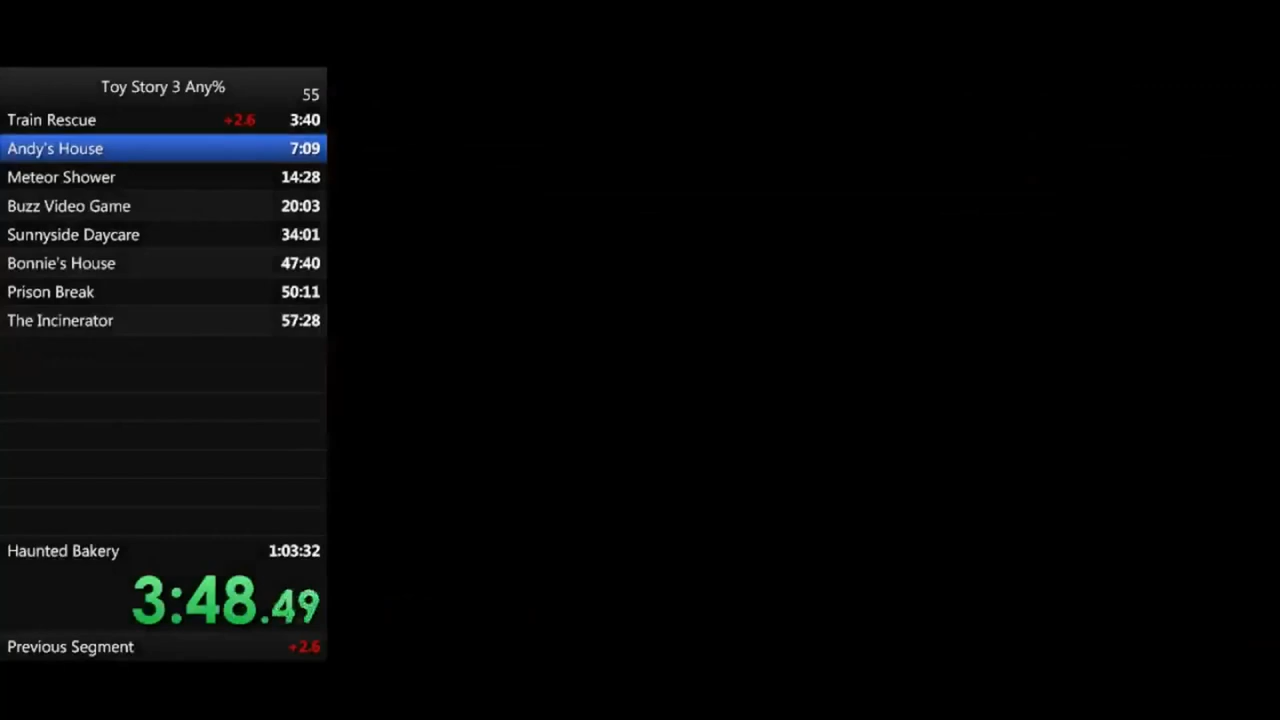 Toy Story 3 Any%
55
Train Rescue +2.6 3:40
Andy's House 7:09
Meteor Shower 14:28
Buzz Video Game 20:03
Sunnyside Daycare 34:01
Bonnie's House 47:40
Prison Break 50:11
The Incinerator 57:28
Haunted Bakery 1:03:32
3:48.49
Previous Segment +2.6